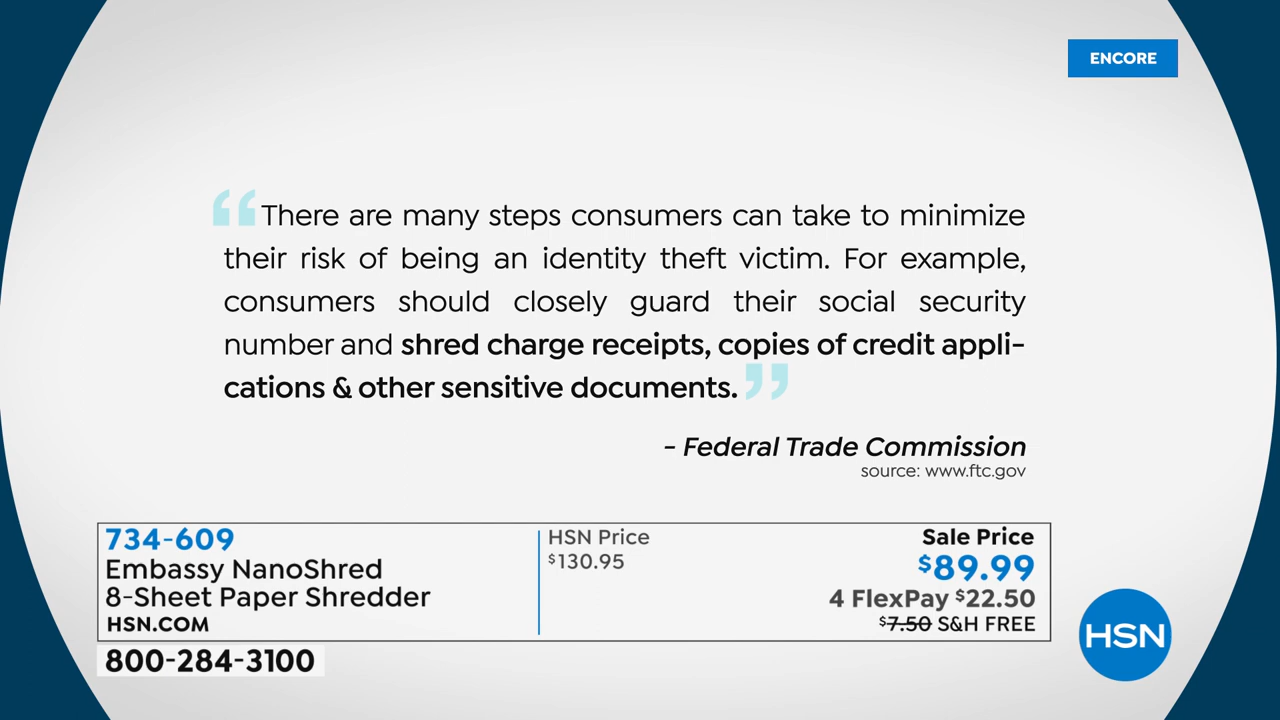 ENCORE
“There are many steps consumers can take to minimize
their risk of being an identity theft victim. For example,
consumers should closely guard their social security
number and shred charge receipts, copies of credit appli-
cations & other sensitive documents.”
- Federal Trade Commission
source: www.ftc.gov
734-609
Embassy NanoShred
8-Sheet Paper Shredder
HSN.COM
HSN Price
$130.95
Sale Price
$89.99
4 FlexPay $22.50
$7.50 S&H FREE
800-284-3100
HSN